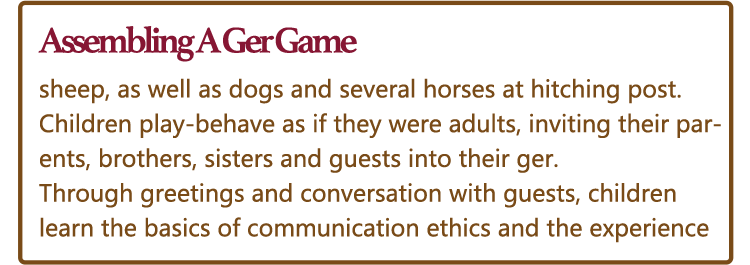 Assembling A Ger Game
sheep, as well as dogs and several horses at hitching post.
Children play-behave as if they were adults, inviting their par-
ents, brothers, sisters and guests into their ger.
Through greetings and conversation with guests, children
learn the basics of communication ethics and the experience